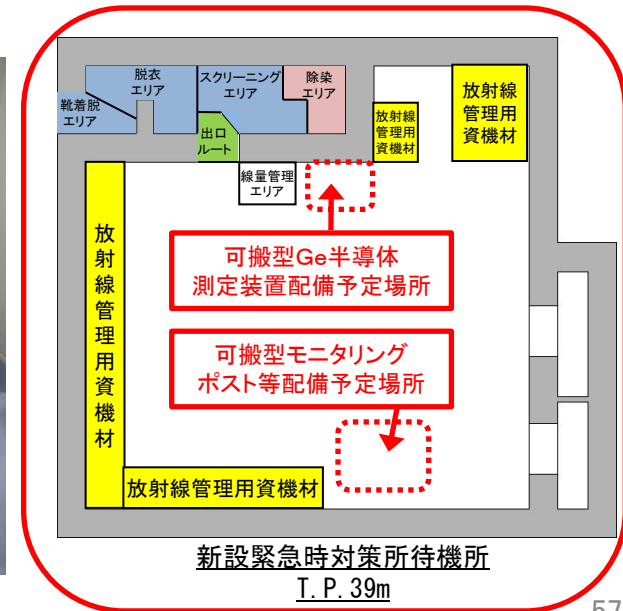 脱衣
エリア
スクリーニング
エリア
除染
エリア
靴着脱
エリア
出口
ルート
線量管理
エリア
放射線
管理用
資機材
放射線
管理用
資機材
可搬型Ge半導体
測定装置配備予定場所
可搬型モニタリング
ポスト等配備予定場所
放射線管理用資機材
放射線管理用資機材
新設緊急時対策所待機所
T.P.39m
57